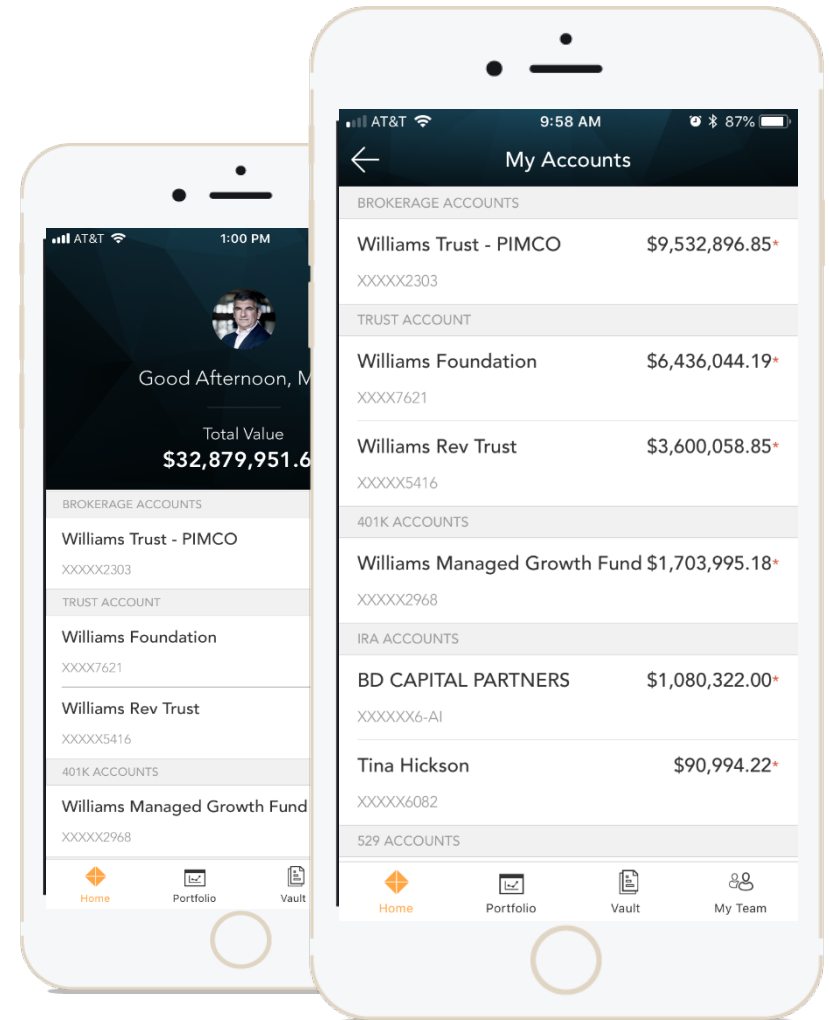 AT&T 1:00 PM
Good Afternoon, M
Total Value
$32,879,951.6
BROKERAGE ACCOUNTS
Williams Trust - PIMCO
XXXXX2303
TRUST ACCOUNT
Williams Foundation
XXXX7621
Williams Rev Trust
XXXXX5416
401K ACCOUNTS
Williams Managed Growth Fund
XXXXX2968
Home Portfolio Vault
AT&T 9:58 AM 87%
My Accounts
BROKERAGE ACCOUNTS
Williams Trust - PIMCO $9,532,896.85*
XXXXX2303
TRUST ACCOUNT
Williams Foundation $6,436,044.19*
XXXX7621
Williams Rev Trust $3,600,058.85*
XXXXX5416
401K ACCOUNTS
Williams Managed Growth Fund $1,703,995.18*
XXXXX2968
IRA ACCOUNTS
BD CAPITAL PARTNERS $1,080,322.00*
XXXXXX6-AI
Tina Hickson $90,994.22*
XXXXX6082
529 ACCOUNTS
Home Portfolio Vault My Team